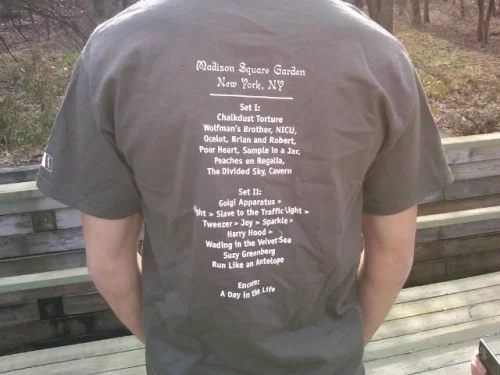 Madison Square Garden
New York, NY
Set I:
Chalkdust Torture
Wolfman's Brother, NICU,
Ocelot, Brian and Robert,
Poor Heart, Sample in a Jar,
Peaches en Regalia,
The Divided Sky, Cavern
Set II:
Golgi Apparatus >
> Slave to the Traffic Light >
Tweezer > Joy > Sparkle >
Harry Hood >
Wading in the Velvet Sea
Suzy Greenberg
Run Like an Antelope
Encore:
A Day in the Life